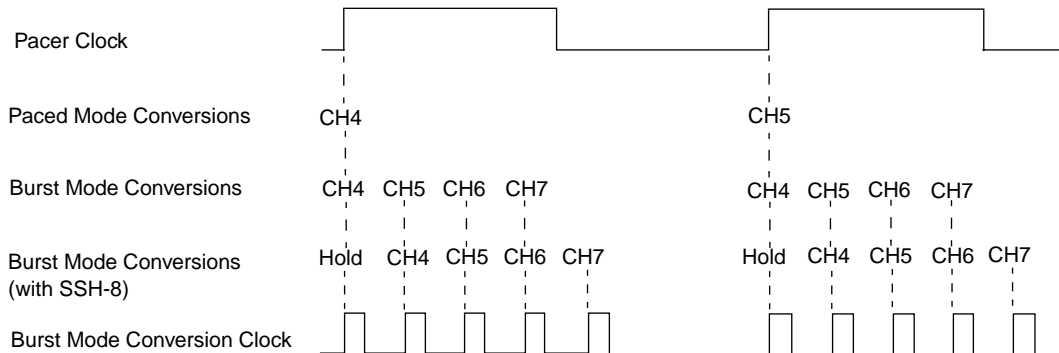 Pacer Clock
Paced Mode Conversions CH4 CH5
Burst Mode Conversions CH4 CH5 CH6 CH7 CH4 CH5 CH6 CH7
Burst Mode Conversions Hold CH4 CH5 CH6 CH7 Hold CH4 CH5 CH6 CH7
(with SSH-8)
Burst Mode Conversion Clock